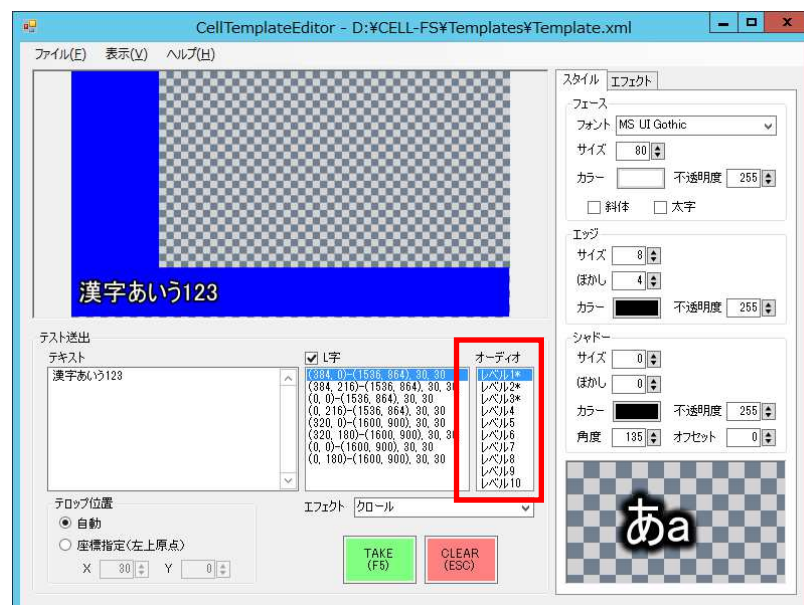 CellTemplateEditor - D:¥CELL-FS¥Templates¥Template.xml
ファイル(F) 表示(V) ヘルプ(H)
漢字あいう123
テスト送出
テキスト
漢字あいう123
L字
(384, 0)-(1536, 864), 30, 30
(384, 216)-(1536, 864), 30, 30
(0, 0)-(1536, 864), 30, 30
(0, 216)-(1536, 864), 30, 30
(320, 0)-(1600, 900), 30, 30
(320, 180)-(1600, 900), 30, 30
(0, 0)-(1600, 900), 30, 30
(0, 180)-(1600, 900), 30, 30
オーディオ
レベル1*
レベル2*
レベル3*
レベル4
レベル5
レベル6
レベル7
レベル8
レベル9
レベル10
テロップ位置
自動
座標指定(左上原点)
X 30 Y 0
エフェクト クロール
TAKE
(F5)
CLEAR
(ESC)
スタイル エフェクト
フェース
フォント MS UI Gothic
サイズ 80
カラー 不透明度 255
斜体 太字
エッジ
サイズ 8
ぼかし 4
カラー 不透明度 255
シャドー
サイズ 0
ぼかし 0
カラー 不透明度 255
角度 135 オフセット 0
あa